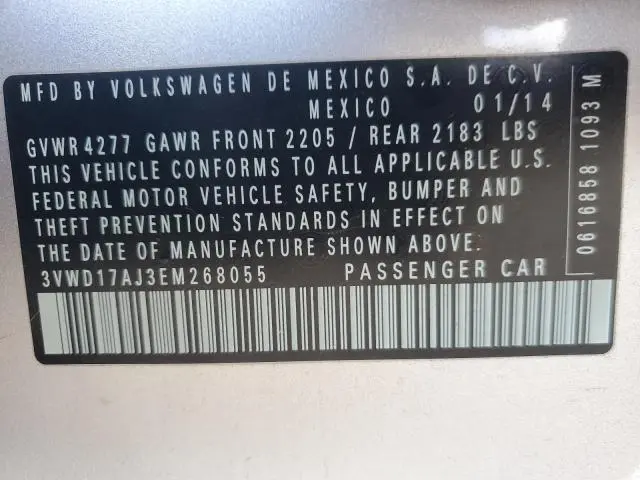 MFD BY VOLKSWAGEN DE MEXICO S.A. DE C.V.
MEXICO 01/14
GVWR 4277 GAWR FRONT 2205 / REAR 2183 LBS
THIS VEHICLE CONFORMS TO ALL APPLICABLE U.S.
FEDERAL MOTOR VEHICLE SAFETY, BUMPER AND
THEFT PREVENTION STANDARDS IN EFFECT ON
THE DATE OF MANUFACTURE SHOWN ABOVE.
3VWD17AJ3EM268055 PASSENGER CAR
0616858 1093 M